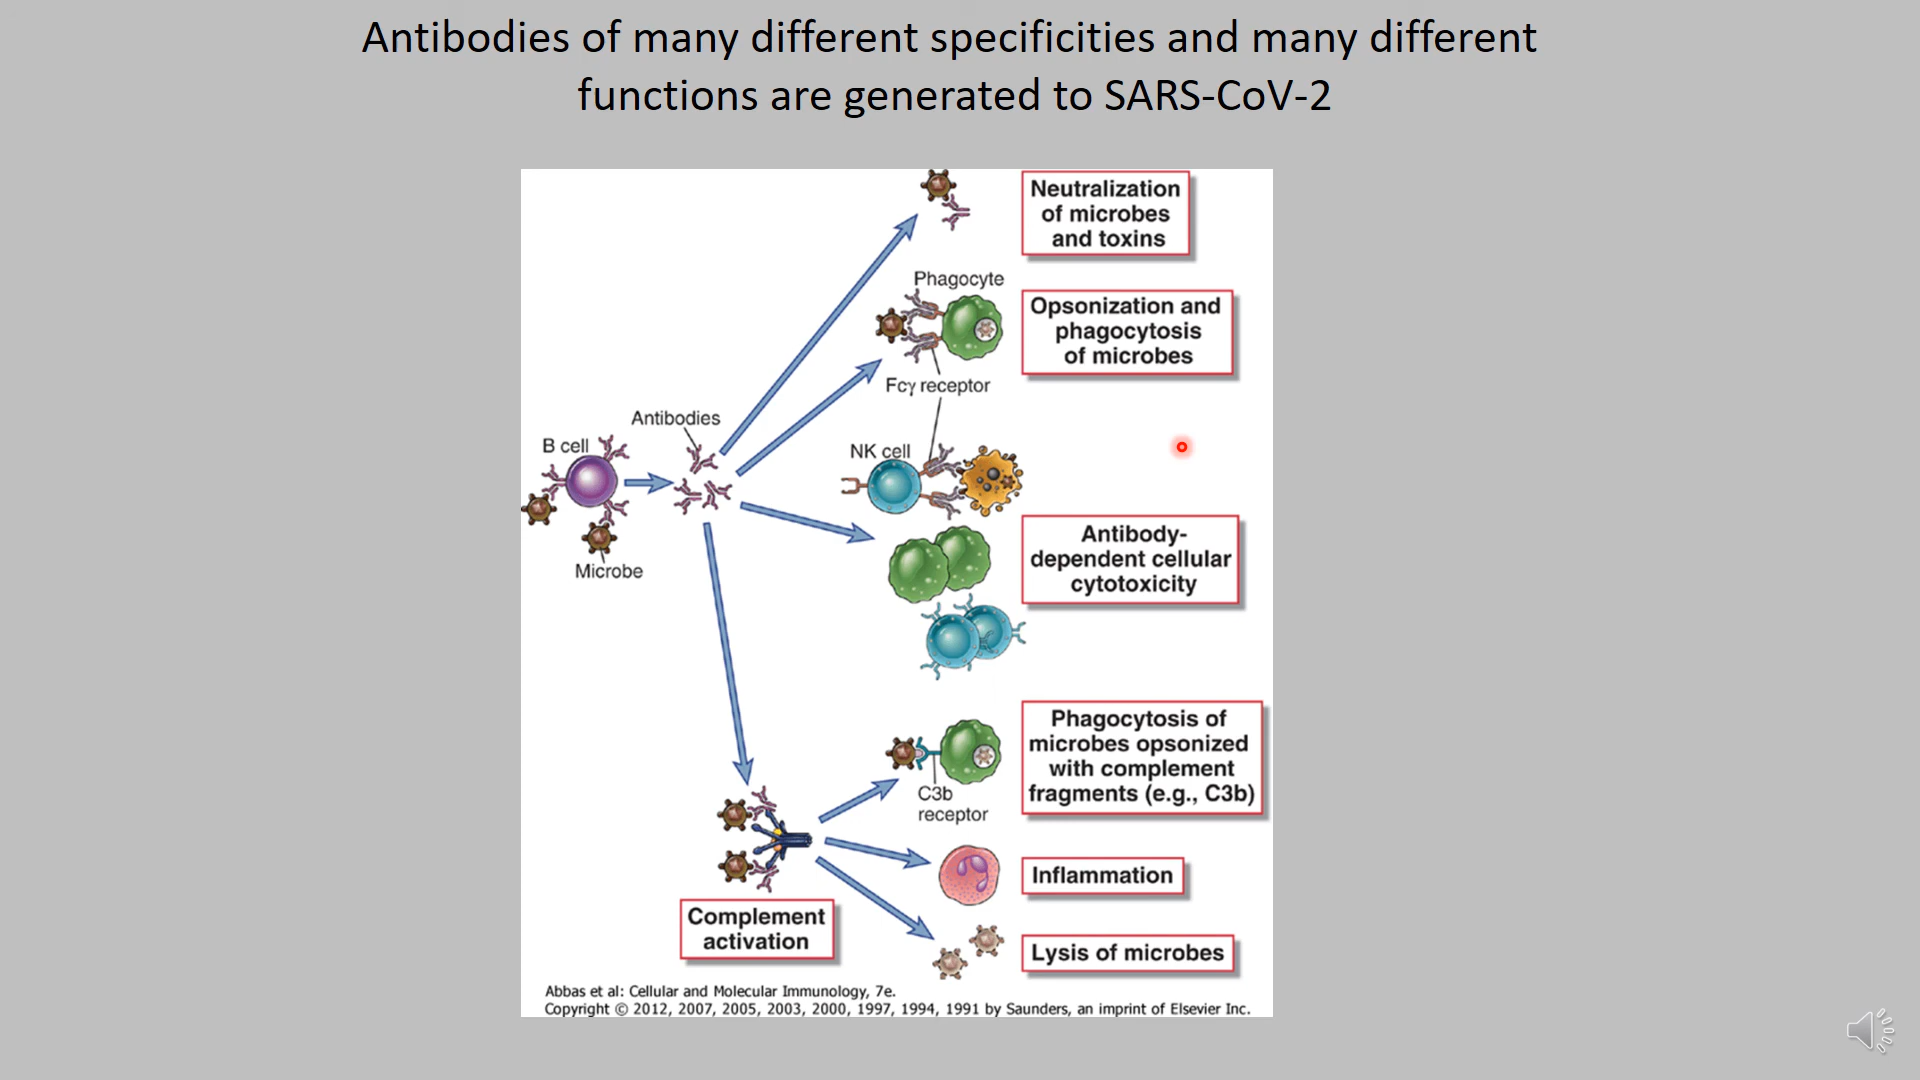 Antibodies of many different specificities and many different
functions are generated to SARS-CoV-2
Neutralization
of microbes
and toxins
Phagocyte
Opsonization and
phagocytosis
of microbes
Fcγ receptor
Antibodies
B cell
NK cell
Microbe
Antibody-
dependent cellular
cytotoxicity
Phagocytosis of
microbes opsonized
with complement
fragments (e.g., C3b)
C3b
receptor
Inflammation
Complement
activation
Lysis of microbes
Abbas et al: Cellular and Molecular Immunology, 7e.
Copyright © 2012, 2007, 2005, 2003, 2000, 1997, 1994, 1991 by Saunders, an imprint of Elsevier Inc.